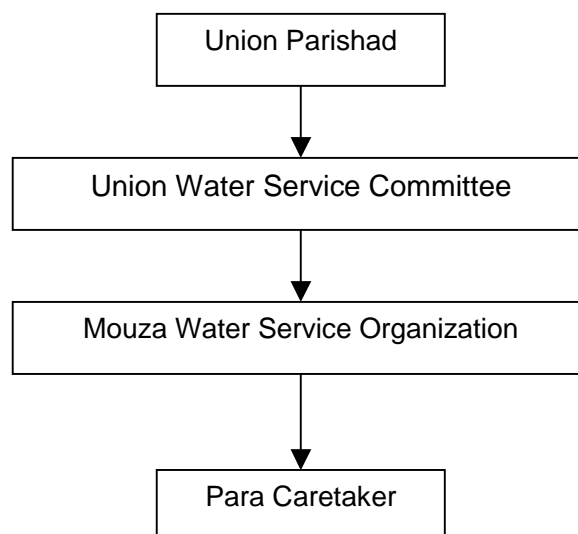 Union Parishad
Union Water Service Committee
Mouza Water Service Organization
Para Caretaker